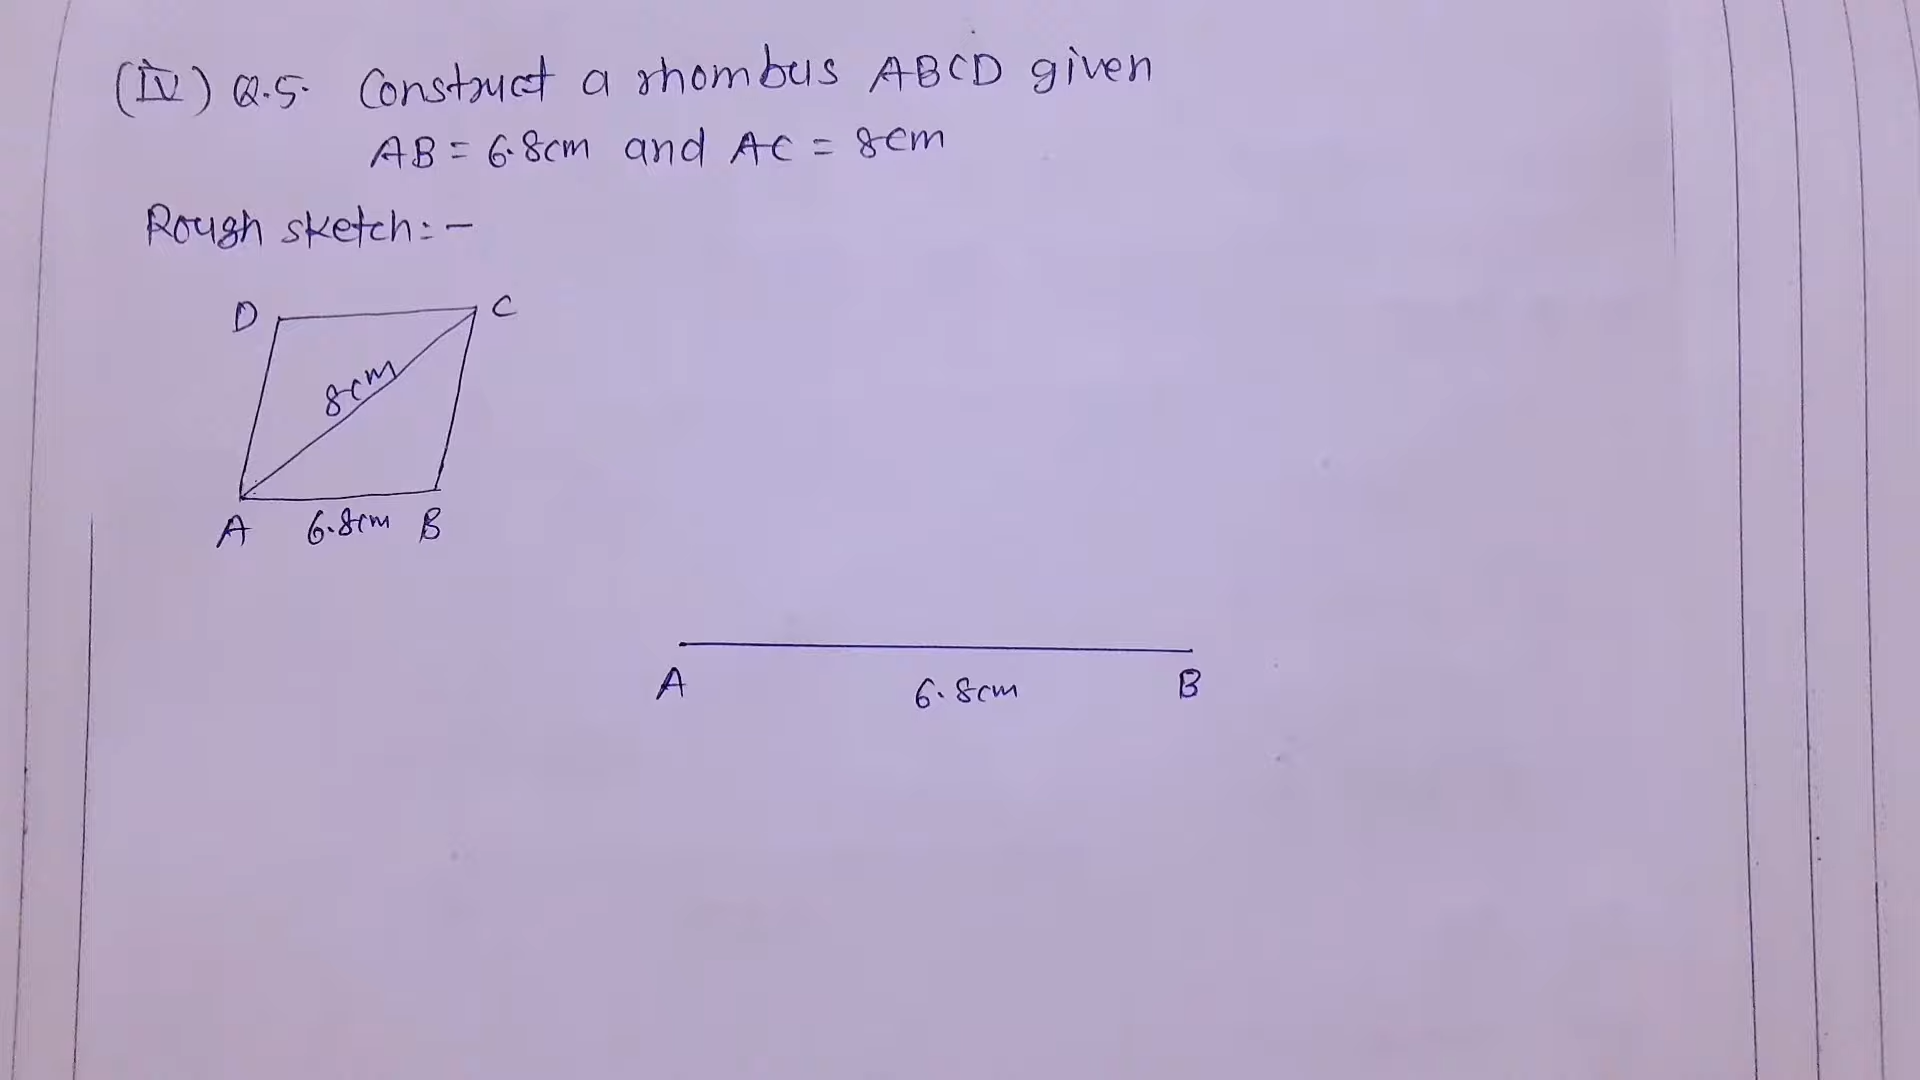 (IV) Q.5. Construct a rhombus ABCD given
AB = 6.8cm and AC = 8cm
Rough sketch:-
D C
8cm
A 6.8cm B
A 6.8cm B